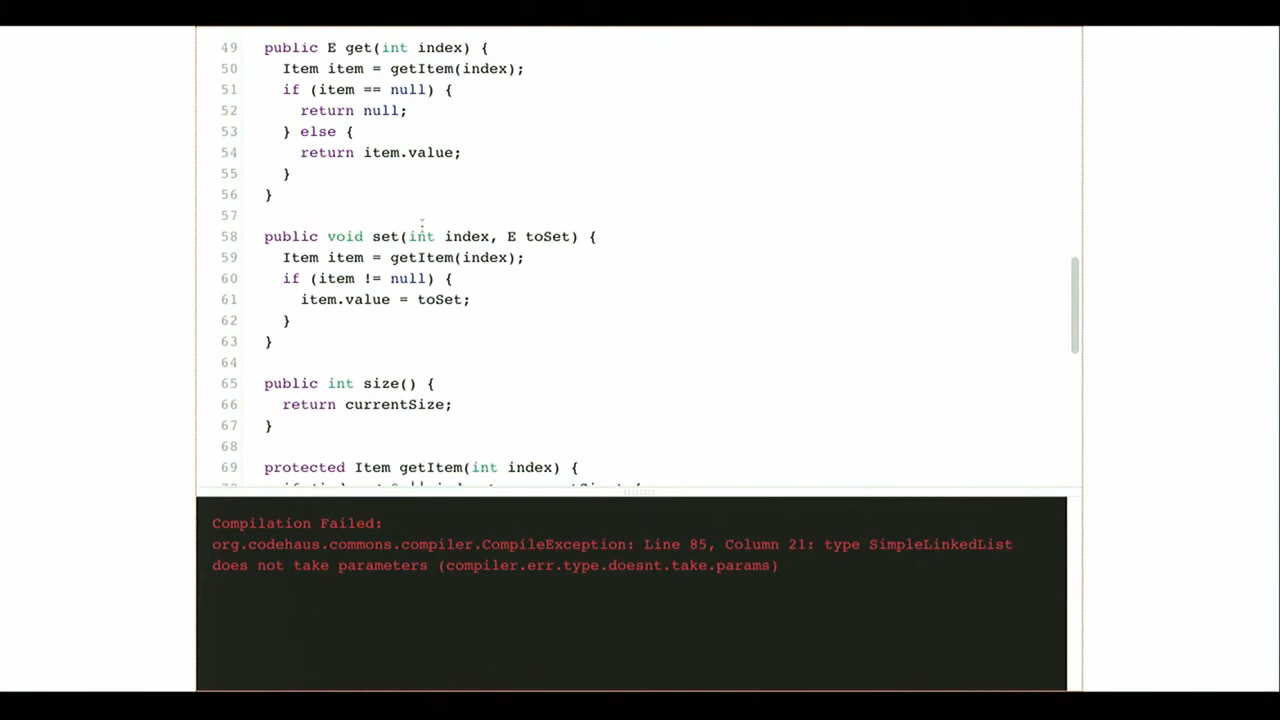 49 public E get(int index) {
50 Item item = getItem(index);
51 if (item == null) {
52 return null;
53 } else {
54 return item.value;
55 }
56 }
57
58 public void set(int index, E toSet) {
59 Item item = getItem(index);
60 if (item != null) {
61 item.value = toSet;
62 }
63 }
64
65 public int size() {
66 return currentSize;
67 }
68
69 protected Item getItem(int index) {
Compilation Failed:
org.codehaus.commons.compiler.CompileException: Line 85, Column 21: type SimpleLinkedList
does not take parameters (compiler.err.type.doesnt.take.params)